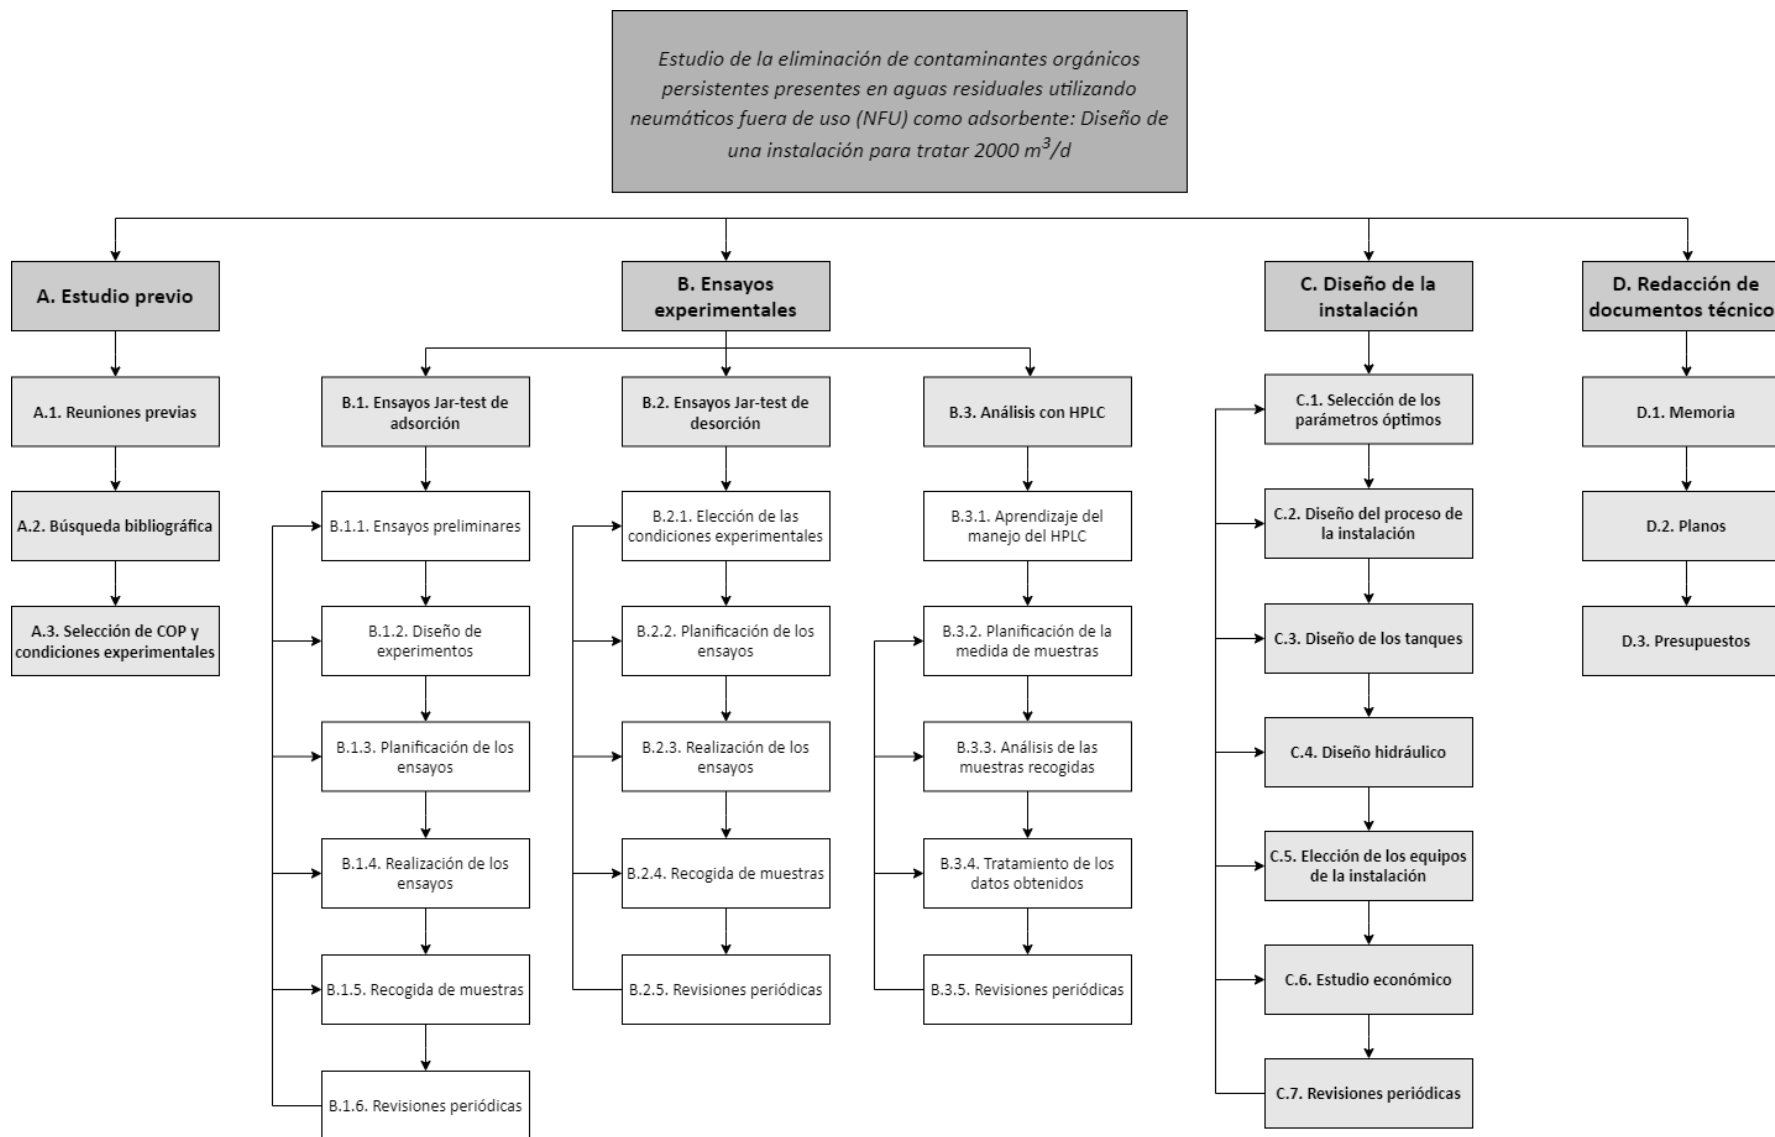 Estudio de la eliminación de contaminantes orgánicos
persistentes presentes en aguas residuales utilizando
neumáticos fuera de uso (NFU) como adsorbente: Diseño de
una instalación para tratar 2000 m³/d
A. Estudio previo
B. Ensayos
experimentales
C. Diseño de la
instalación
D. Redacción de
documentos técnico
A.1. Reuniones previas
A.2. Búsqueda bibliográfica
A.3. Selección de COP y
condiciones experimentales
B.1. Ensayos Jar-test de
adsorción
B.1.1. Ensayos preliminares
B.1.2. Diseño de
experimentos
B.1.3. Planificación de los
ensayos
B.1.4. Realización de los
ensayos
B.1.5. Recogida de muestras
B.1.6. Revisiones periódicas
B.2. Ensayos Jar-test de
desorción
B.2.1. Elección de las
condiciones experimentales
B.2.2. Planificación de los
ensayos
B.2.3. Realización de los
ensayos
B.2.4. Recogida de muestras
B.2.5. Revisiones periódicas
B.3. Análisis con HPLC
B.3.1. Aprendizaje del
manejo del HPLC
B.3.2. Planificación de la
medida de muestras
B.3.3. Análisis de las
muestras recogidas
B.3.4. Tratamiento de los
datos obtenidos
B.3.5. Revisiones periódicas
C.1. Selección de los
parámetros óptimos
C.2. Diseño del proceso de
la instalación
C.3. Diseño de los tanques
C.4. Diseño hidráulico
C.5. Elección de los equipos
de la instalación
C.6. Estudio económico
C.7. Revisiones periódicas
D.1. Memoria
D.2. Planos
D.3. Presupuestos